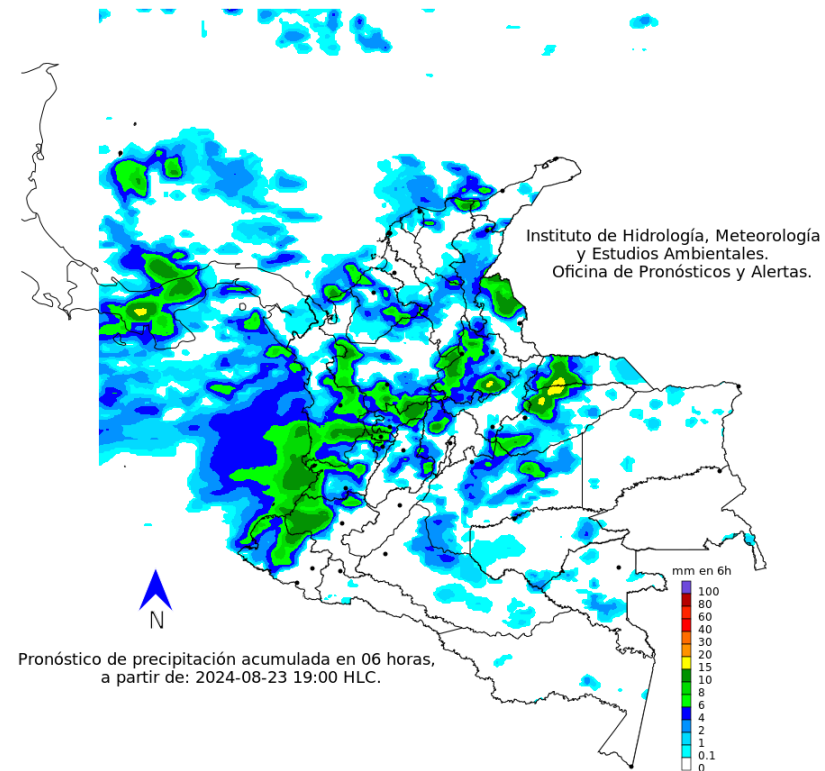 Instituto de Hidrología, Meteorología
y Estudios Ambientales.
Oficina de Pronósticos y Alertas.
mm en 6h
100
80
60
40
30
20
15
10
8
6
4
2
1
0.1
0
N
Pronóstico de precipitación acumulada en 06 horas,
a partir de: 2024-08-23 19:00 HLC.